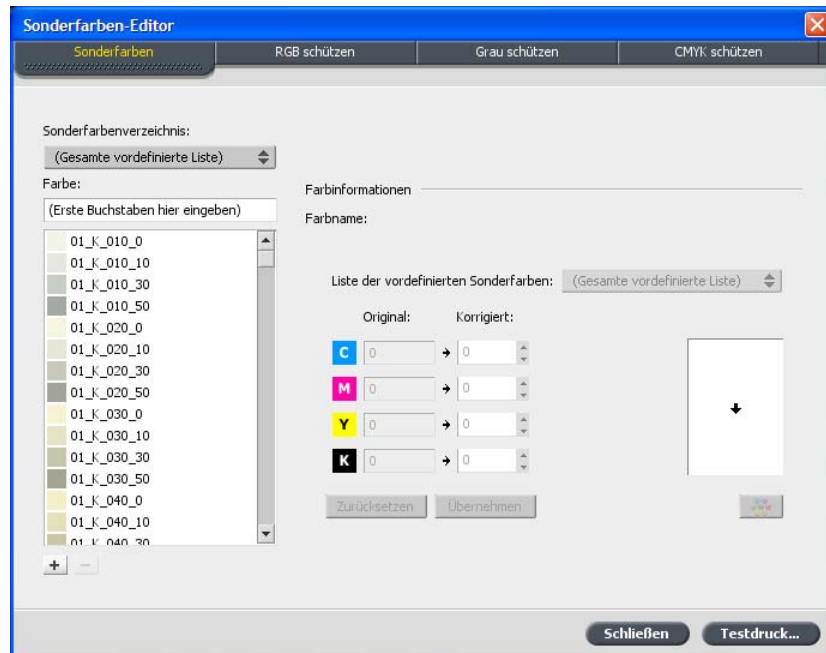 Sonderfarben-Editor
Sonderfarben
RGB schützen
Grau schützen
CMYK schützen
Sonderfarbenverzeichnis:
(Gesamte vordefinierte Liste)
Farbe:
(Erste Buchstaben hier eingeben)
01_K_010_0
01_K_010_10
01_K_010_30
01_K_010_50
01_K_020_0
01_K_020_10
01_K_020_30
01_K_020_50
01_K_030_0
01_K_030_10
01_K_030_30
01_K_030_50
01_K_040_0
01_K_040_10
01_K_040_30
Farbinformationen
Farbname:
Liste der vordefinierten Sonderfarben: (Gesamte vordefinierte Liste)
Original: Korrigiert:
C 0 0
M 0 0
Y 0 0
K 0 0
Zurücksetzen Übernehmen
Schließen Testdruck...